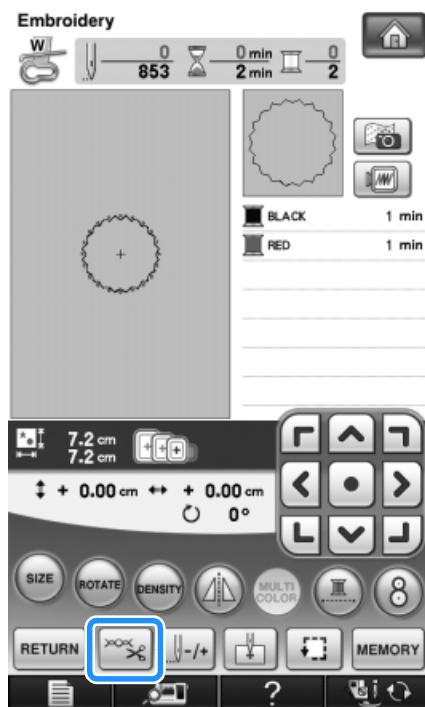 Embroidery
W
0 0 min 0
853 2 min 2
BLACK 1 min
RED 1 min
7.2 cm
7.2 cm
+ 0.00 cm + 0.00 cm
0°
SIZE ROTATE DENSITY MULTI COLOR 8
RETURN -/+ MEMORY
?